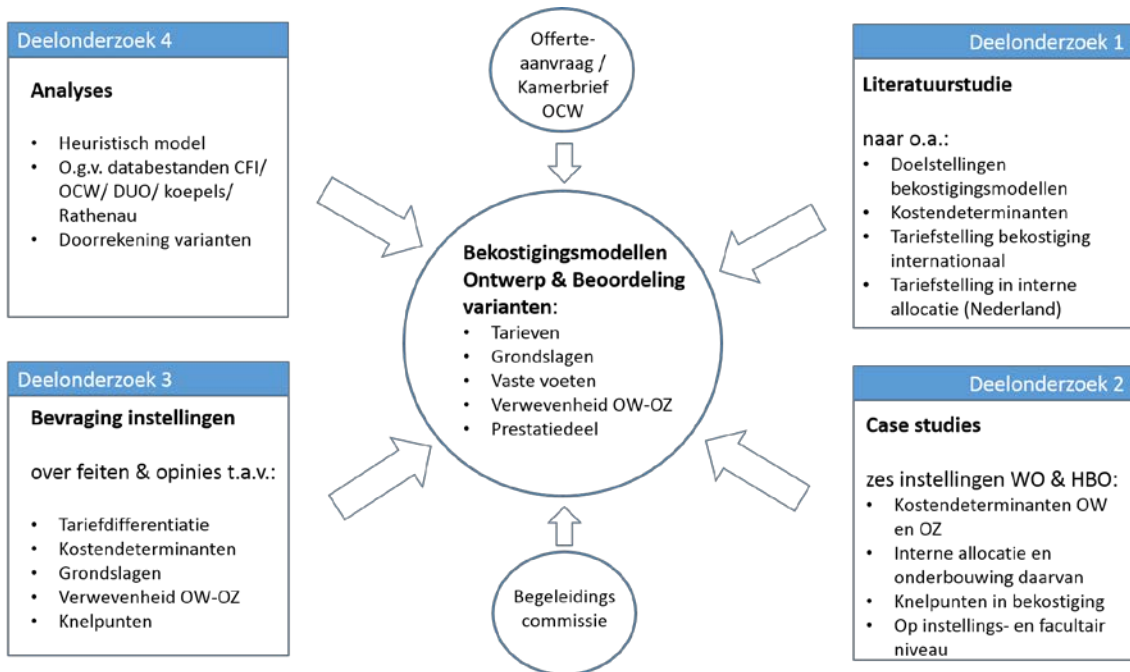 Deelonderzoek 4
Analyses
• Heuristisch model
• O.g.v. databestanden CFI/
OCW/ DUO/ koepels/
Rathenau
• Doorrekening varianten
Offerte-
aanvraag /
Kamerbrief
OCW
Deelonderzoek 1
Literatuurstudie
naar o.a.:
• Doelstellingen
bekostigingsmodellen
• Kostendeterminanten
• Tariefstelling bekostiging
internationaal
• Tariefstelling in interne
allocatie (Nederland)
Bekostigingsmodellen
Ontwerp & Beoordeling
varianten:
• Tarieven
• Grondslagen
• Vaste voeten
• Verwevenheid OW-OZ
• Prestatiedeel
Deelonderzoek 3
Bevraging instellingen
over feiten & opinies t.a.v.:
• Tariefdifferentiatie
• Kostendeterminanten
• Grondslagen
• Verwevenheid OW-OZ
• Knelpunten
Begeleidings
commissie
Deelonderzoek 2
Case studies
zes instellingen WO & HBO:
• Kostendeterminanten OW
en OZ
• Interne allocatie en
onderbouwing daarvan
• Knelpunten in bekostiging
• Op instellings- en facultair
niveau